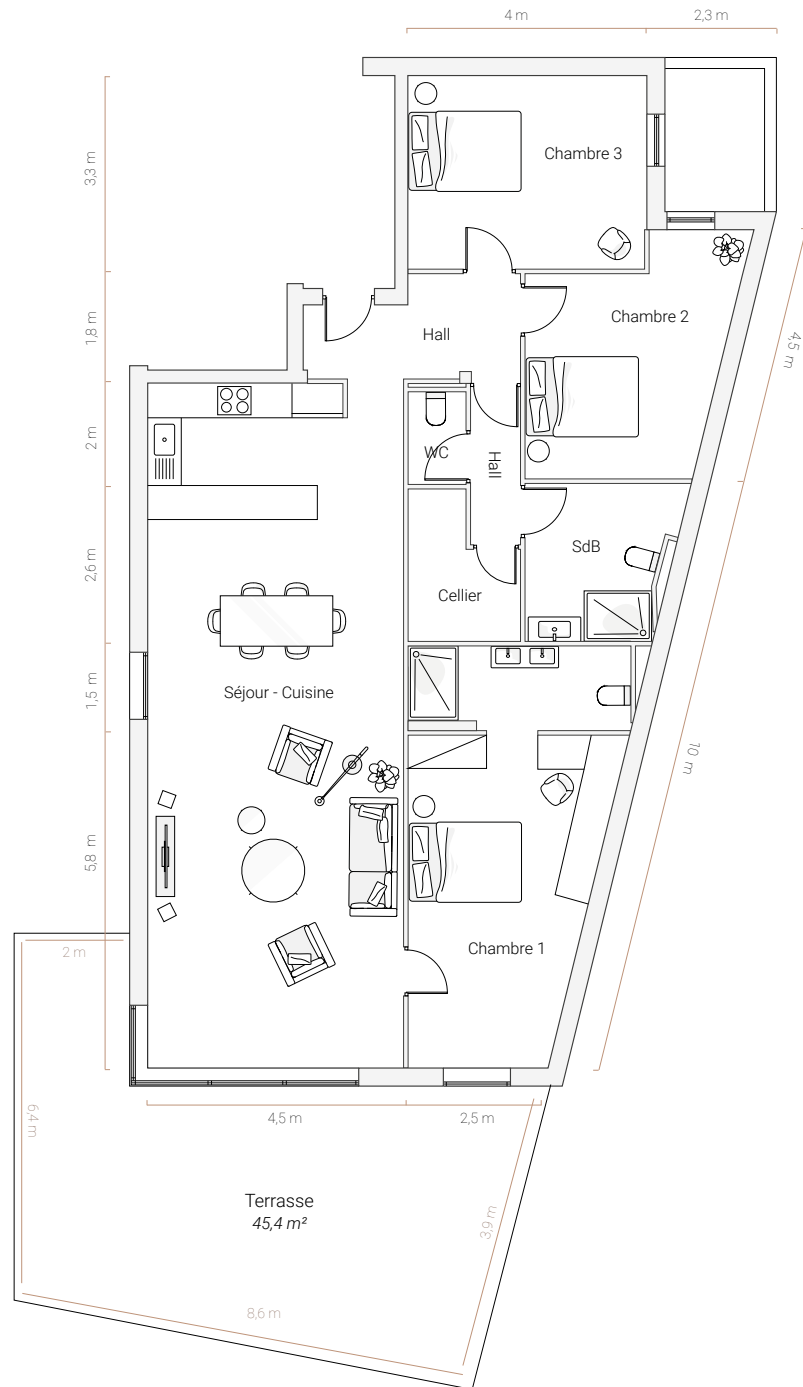 4 m
2,3 m
3,3 m
Chambre 3
4,5 m
1,8 m
Hall
Chambre 2
2 m
WC
Hall
2,6 m
SdB
Cellier
1,5 m
Séjour - Cuisine
10 m
5,8 m
Chambre 1
2 m
6,4 m
4,5 m
2,5 m
Terrasse
45,4 m²
3,9 m
8,6 m